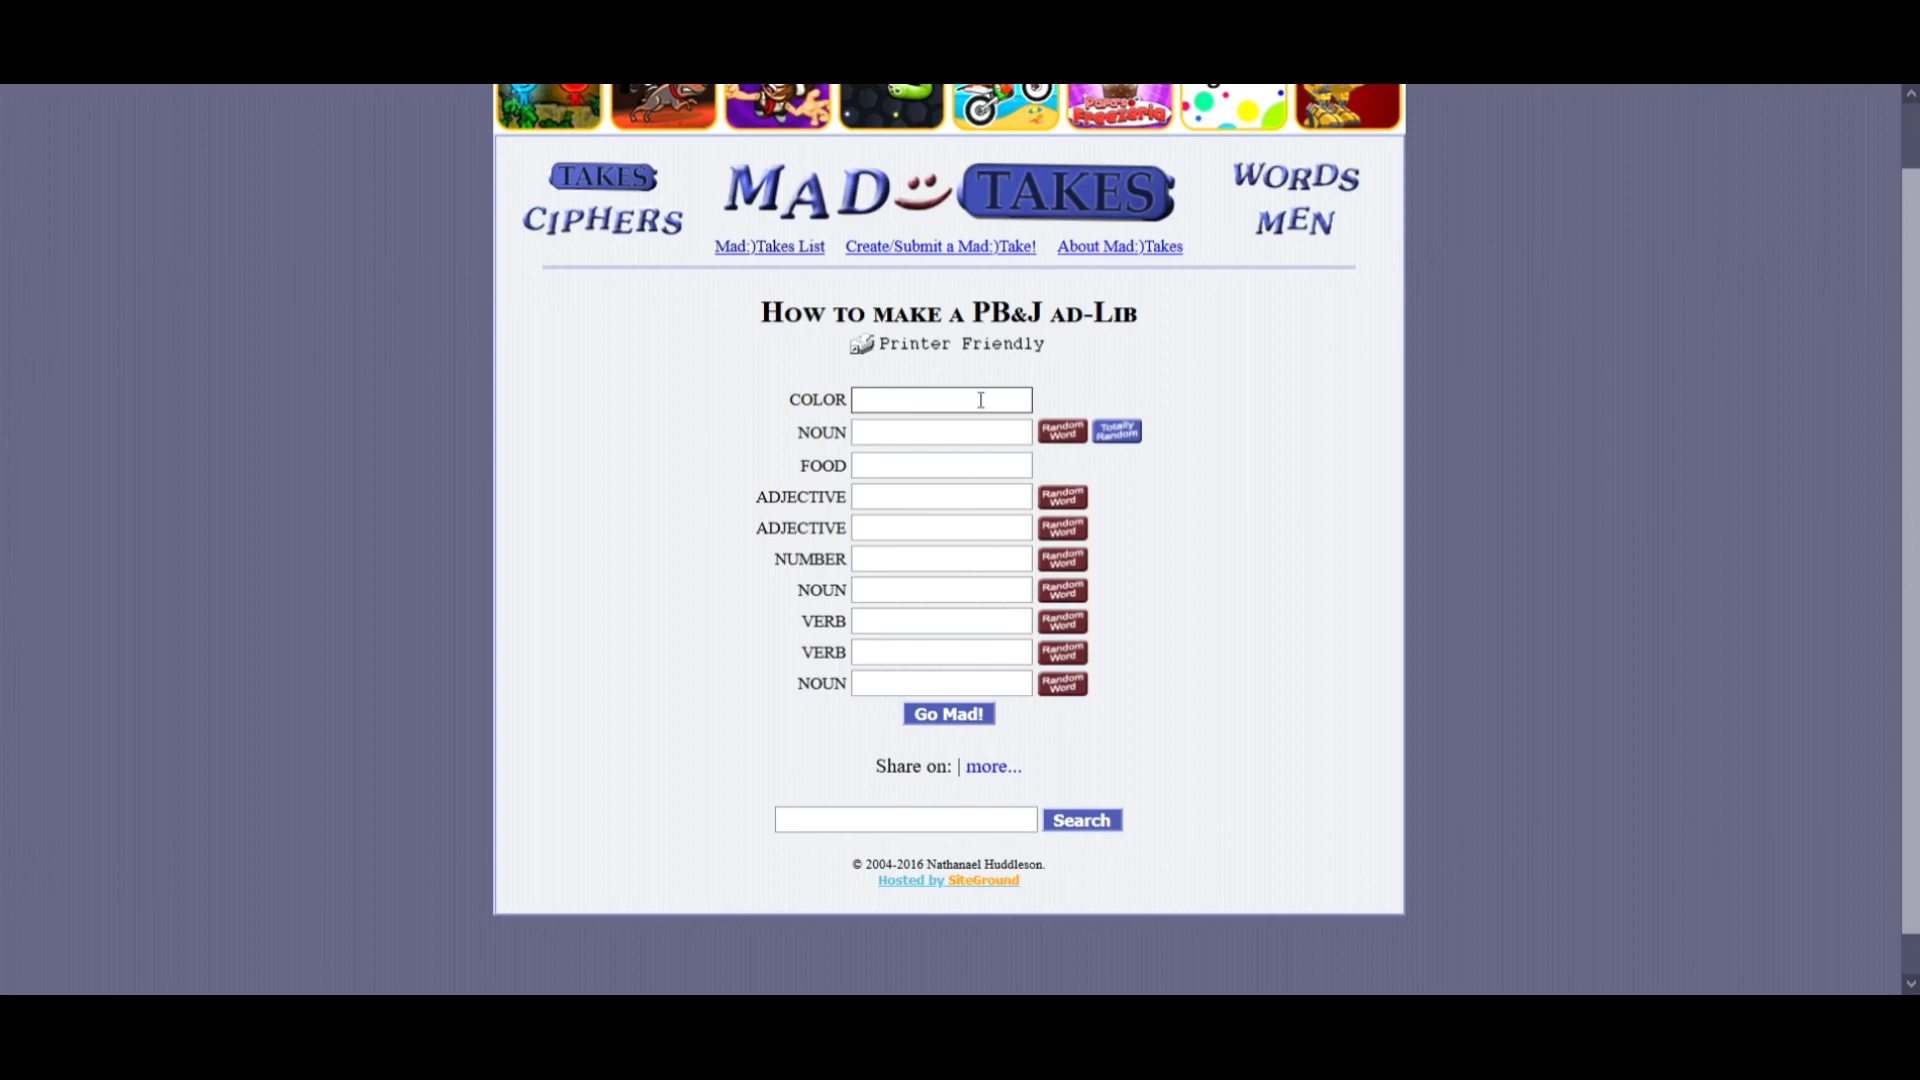 Papa's
Freezeria
TAKES
CIPHERS
MAD TAKES
WORDS
MEN
Mad:)Takes List Create/Submit a Mad:)Take! About Mad:)Takes
How to make a PB&J ad-Lib
Printer Friendly
COLOR
NOUN Random Word Totally Random
FOOD
ADJECTIVE Random Word
ADJECTIVE Random Word
NUMBER Random Word
NOUN Random Word
VERB Random Word
VERB Random Word
NOUN Random Word
Go Mad!
Share on: | more...
Search
© 2004-2016 Nathanael Huddleson.
Hosted by SiteGround